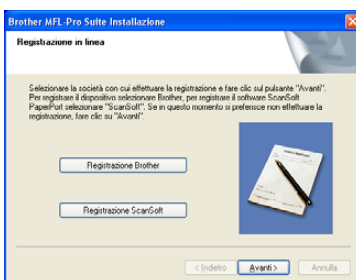 Brother MFL-Pro Suite Installazione
Registrazione in linea
Selezionare la società con cui effettuare la registrazione e fare clic sul pulsante "Avanti".
Per registrare il dispositivo selezionare Brother, per registrare il software ScanSoft
PaperPort selezionare "ScanSoft". Se in questo momento si preferisce non effettuare la
registrazione, fare clic su "Avanti".
Registrazione Brother
Registrazione ScanSoft
< Indietro
Avanti >
Annulla